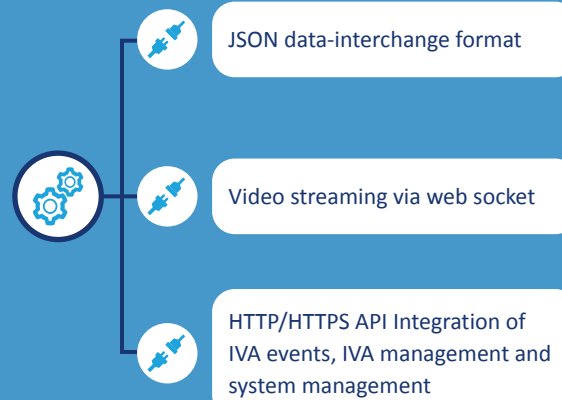 JSON data-interchange format
Video streaming via web socket
HTTP/HTTPS API Integration of
IVA events, IVA management and
system management